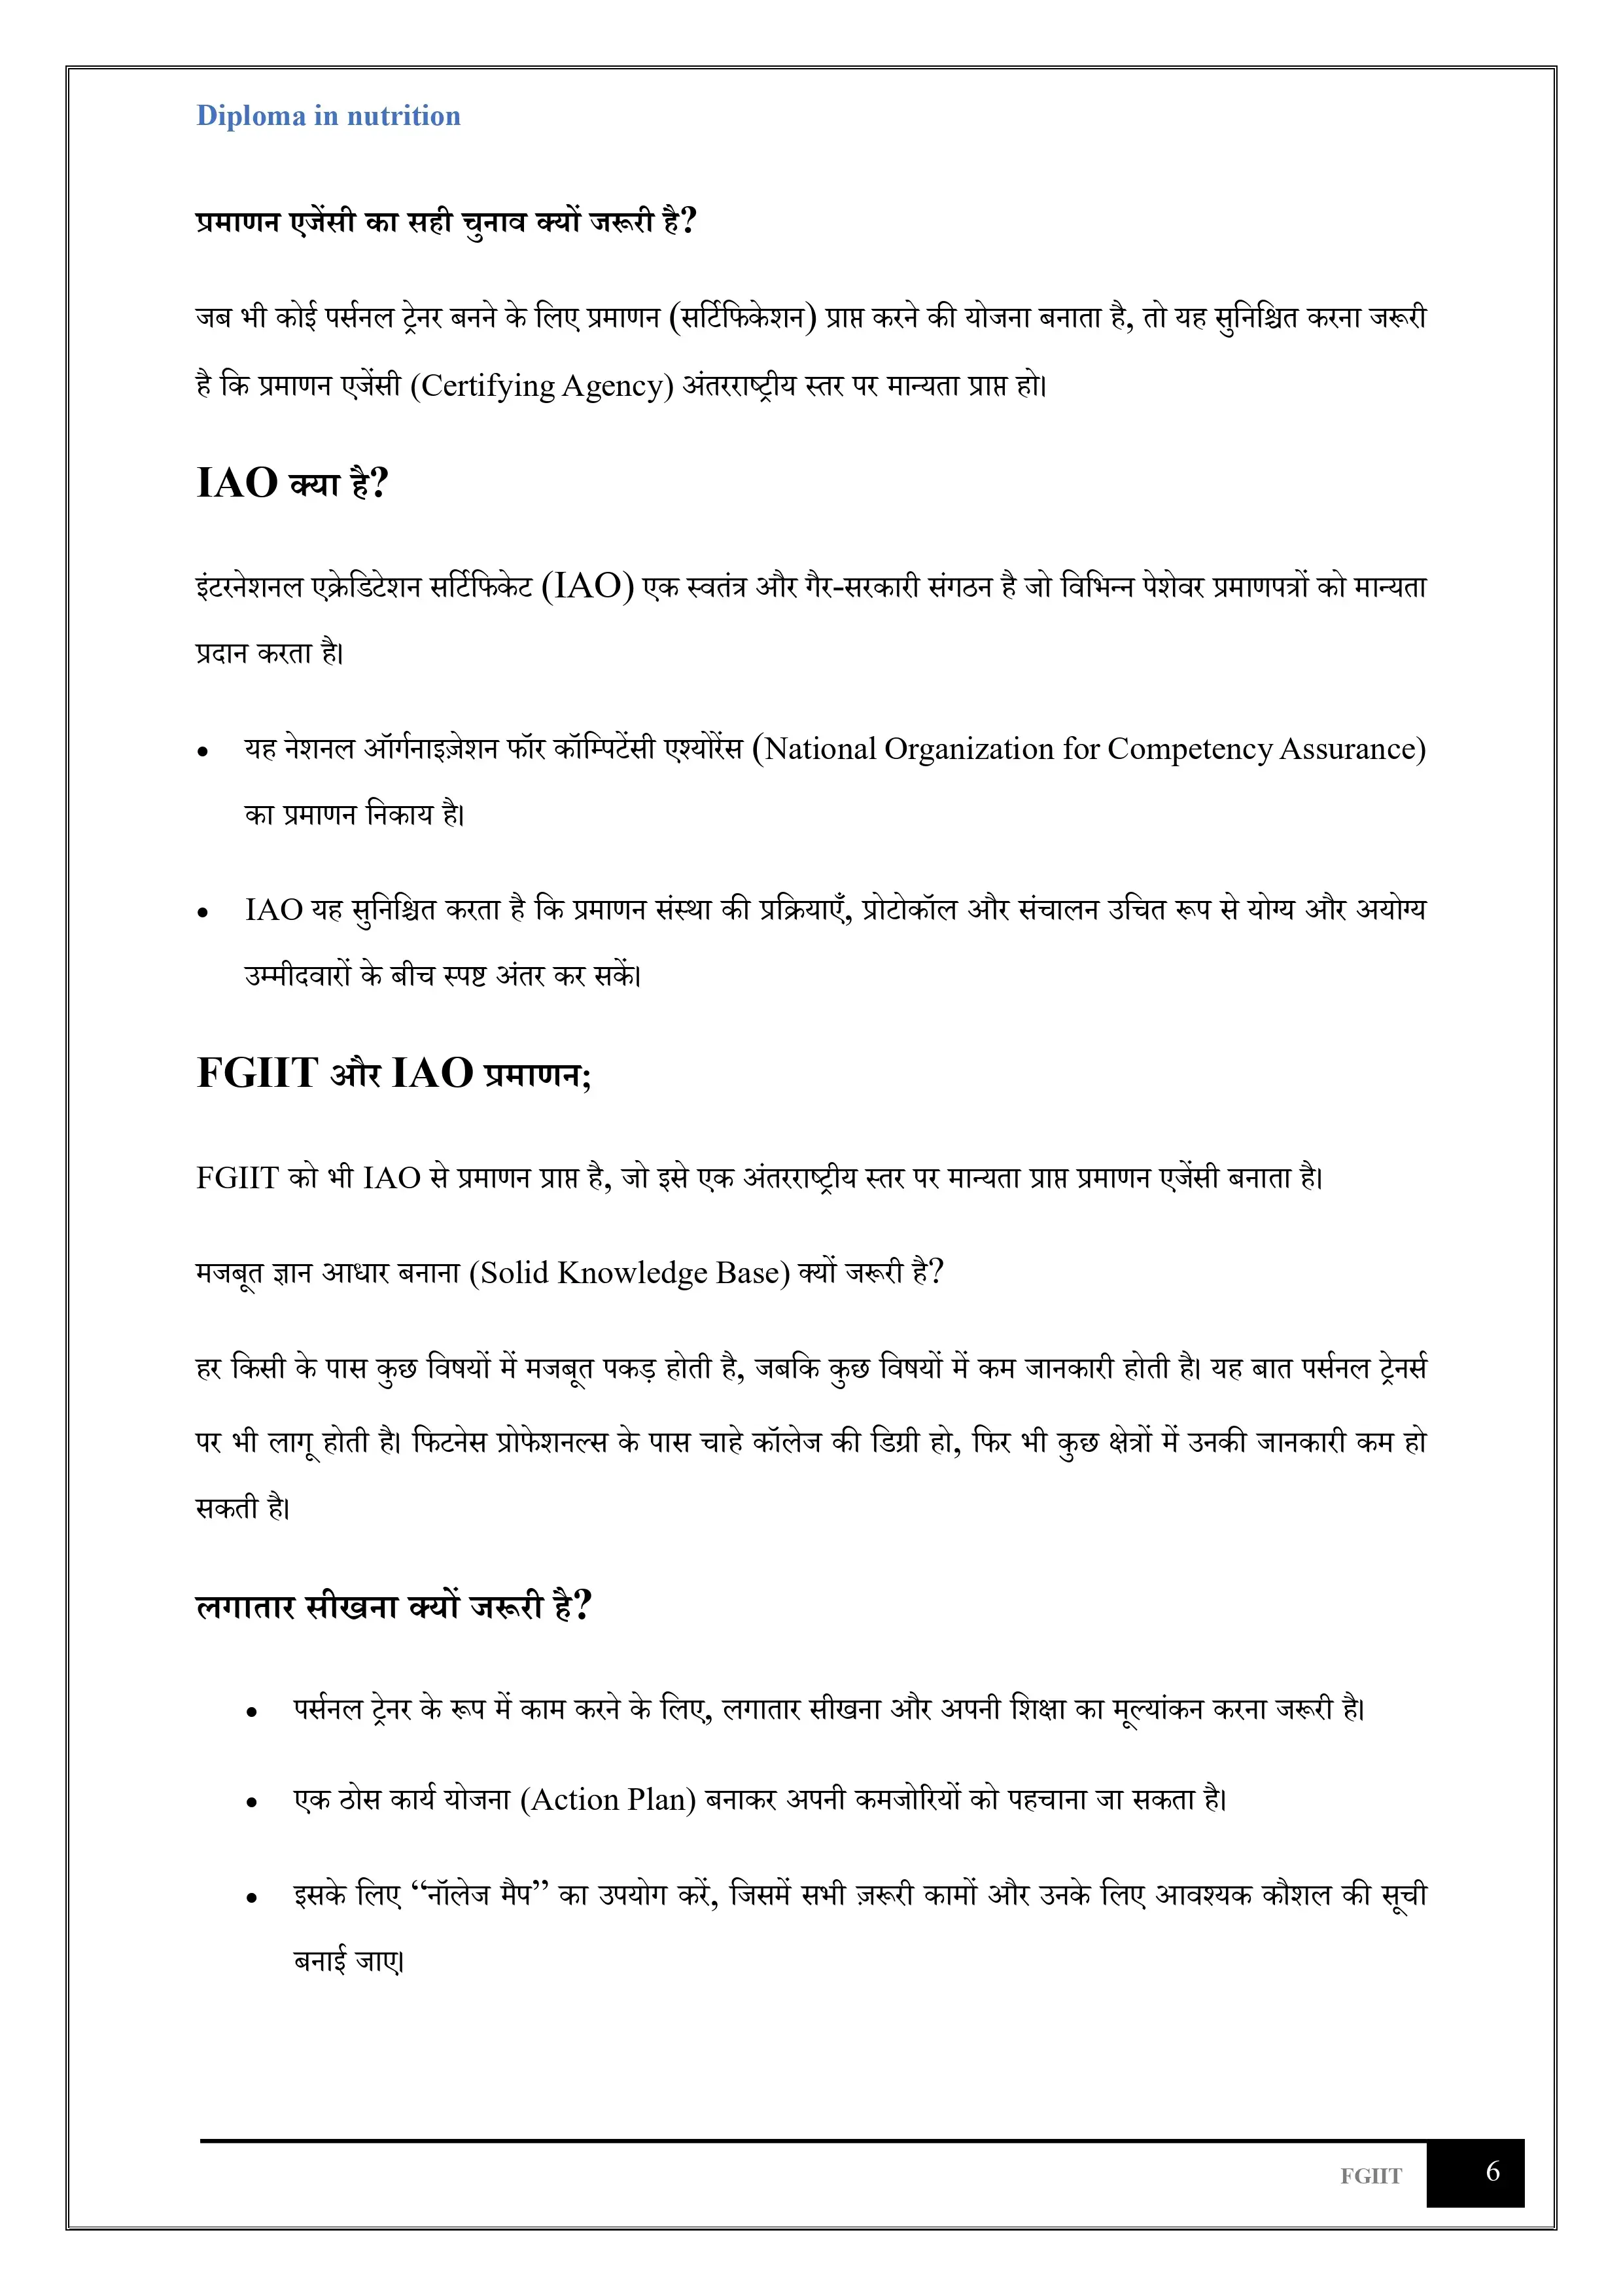 Diploma in nutrition
प्रमाणन एजेंसी का सही चुनाव क्यों जरूरी है?
जब भी कोई पर्सनल ट्रेनर बनने के लिए प्रमाणन (सर्टिफिकेशन) प्राप्त करने की योजना बनाता है, तो यह सुनिश्चित करना जरूरी
है कि प्रमाणन एजेंसी (Certifying Agency) अंतरराष्ट्रीय स्तर पर मान्यता प्राप्त हो।
IAO क्या है?
इंटरनेशनल एक्रेडिटेशन सर्टिफिकेट (IAO) एक स्वतंत्र और गैर-सरकारी संगठन है जो विभिन्न पेशेवर प्रमाणपत्रों को मान्यता
प्रदान करता है।
• यह नेशनल ऑर्गनाइज़ेशन फॉर कॉम्पिटेंसी एश्योरेंस (National Organization for Competency Assurance)
का प्रमाणन निकाय है।
• IAO यह सुनिश्चित करता है कि प्रमाणन संस्था की प्रक्रियाएँ, प्रोटोकॉल और संचालन उचित रूप से योग्य और अयोग्य
उम्मीदवारों के बीच स्पष्ट अंतर कर सकें।
FGIIT और IAO प्रमाणन;
FGIIT को भी IAO से प्रमाणन प्राप्त है, जो इसे एक अंतरराष्ट्रीय स्तर पर मान्यता प्राप्त प्रमाणन एजेंसी बनाता है।
मजबूत ज्ञान आधार बनाना (Solid Knowledge Base) क्यों जरूरी है?
हर किसी के पास कुछ विषयों में मजबूत पकड़ होती है, जबकि कुछ विषयों में कम जानकारी होती है। यह बात पर्सनल ट्रेनर्स
पर भी लागू होती है। फिटनेस प्रोफेशनल्स के पास चाहे कॉलेज की डिग्री हो, फिर भी कुछ क्षेत्रों में उनकी जानकारी कम हो
सकती है।
लगातार सीखना क्यों जरूरी है?
• पर्सनल ट्रेनर के रूप में काम करने के लिए, लगातार सीखना और अपनी शिक्षा का मूल्यांकन करना जरूरी है।
• एक ठोस कार्य योजना (Action Plan) बनाकर अपनी कमजोरियों को पहचाना जा सकता है।
• इसके लिए “नॉलेज मैप” का उपयोग करें, जिसमें सभी ज़रूरी कामों और उनके लिए आवश्यक कौशल की सूची
बनाई जाए।
FGIIT 6